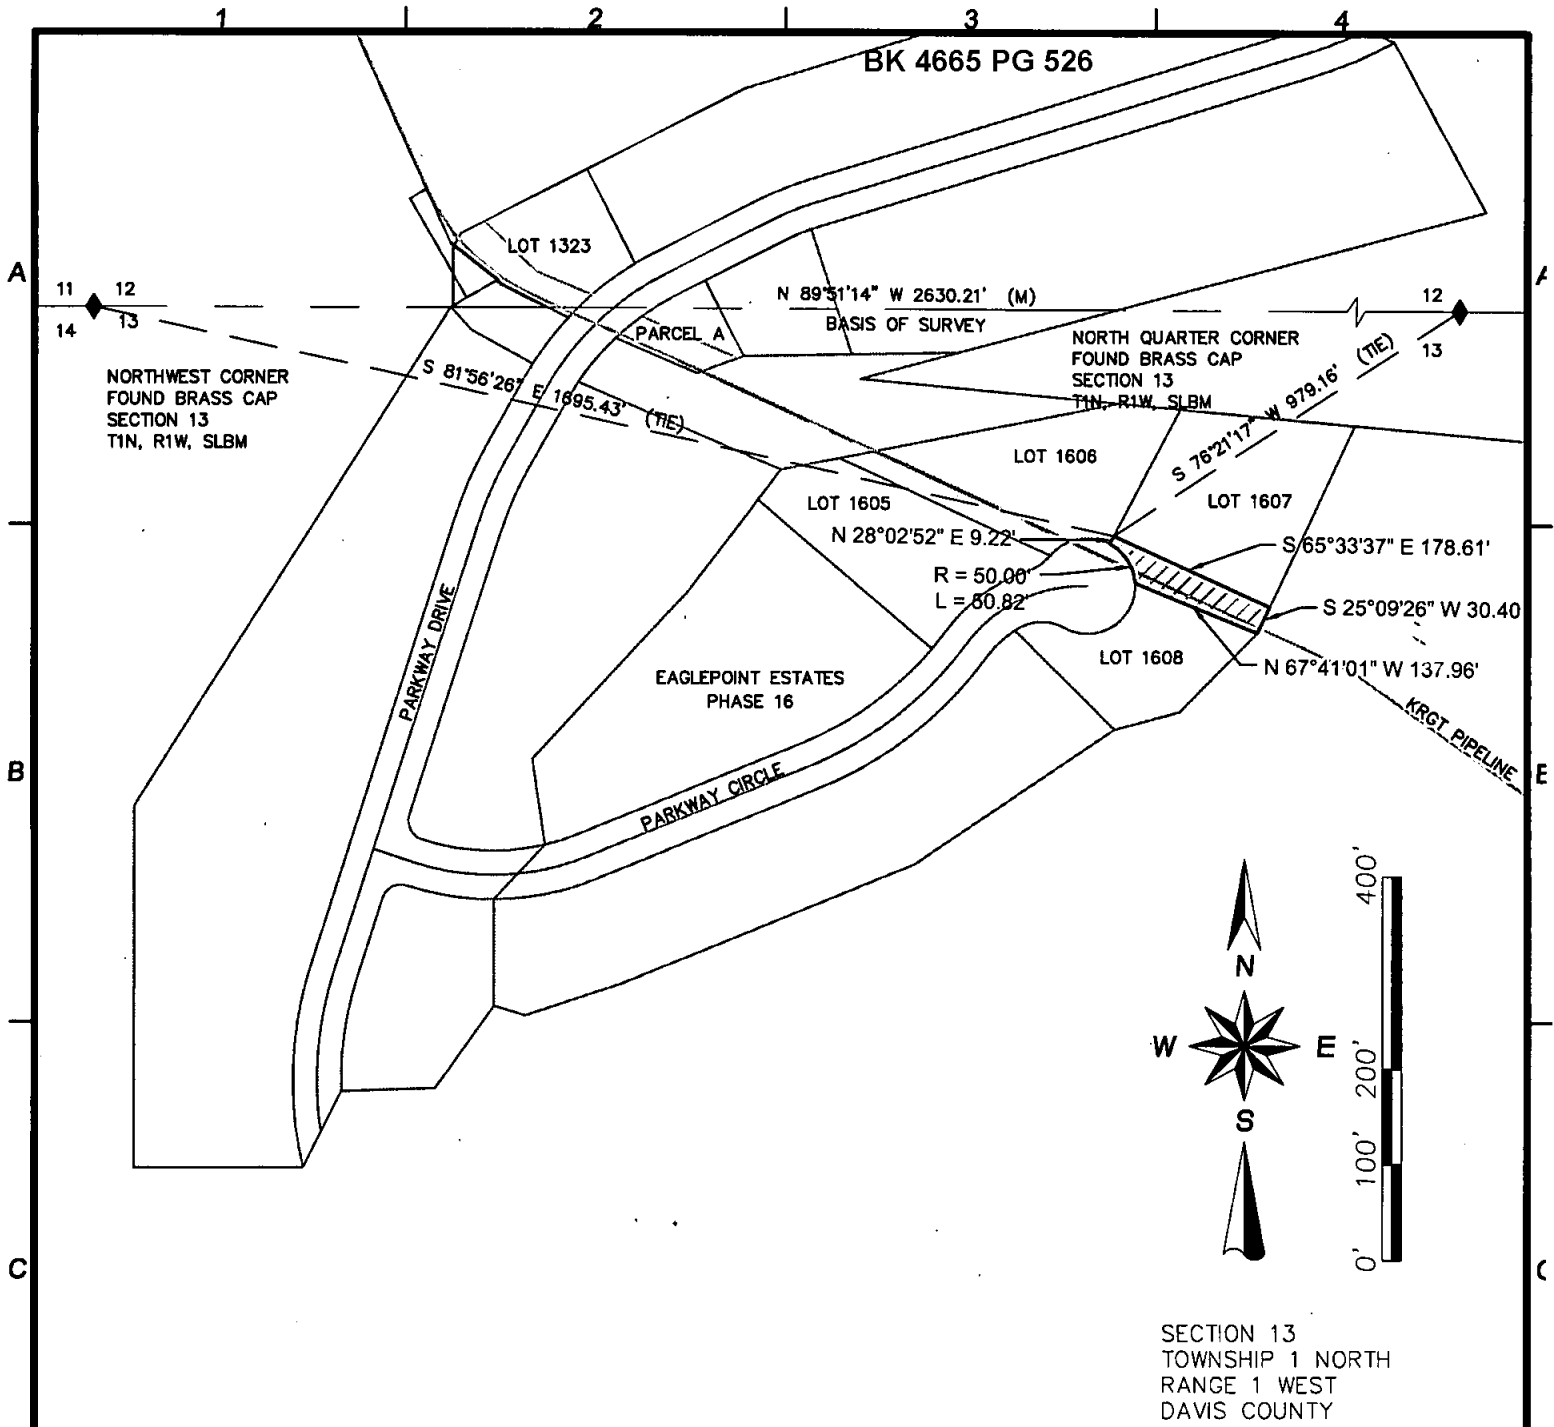 1 2 3 4
BK 4665 PG 526
LOT 1323
A
11 12
14 13
N 89°51'14" W 2630.21' (M)
BASIS OF SURVEY
12
13
PARCEL A
NORTHWEST CORNER
FOUND BRASS CAP
SECTION 13
T1N, R1W, SLBM
NORTH QUARTER CORNER
FOUND BRASS CAP
SECTION 13
T1N, R1W, SLBM
S 81°56'26" E 1695.43' (TIE)
S 76°21'17" W 979.16' (TIE)
LOT 1606
LOT 1605
LOT 1607
N 28°02'52" E 9.22'
S 65°33'37" E 178.61'
R = 50.00'
L = 50.82'
S 25°09'26" W 30.40
LOT 1608
N 67°41'01" W 137.96'
EAGLEPOINT ESTATES
PHASE 16
PARKWAY DRIVE
KRGT PIPELINE
B
PARKWAY CIRCLE
400'
200'
100'
0'
N
W E
S
C
SECTION 13
TOWNSHIP 1 NORTH
RANGE 1 WEST
DAVIS COUNTY